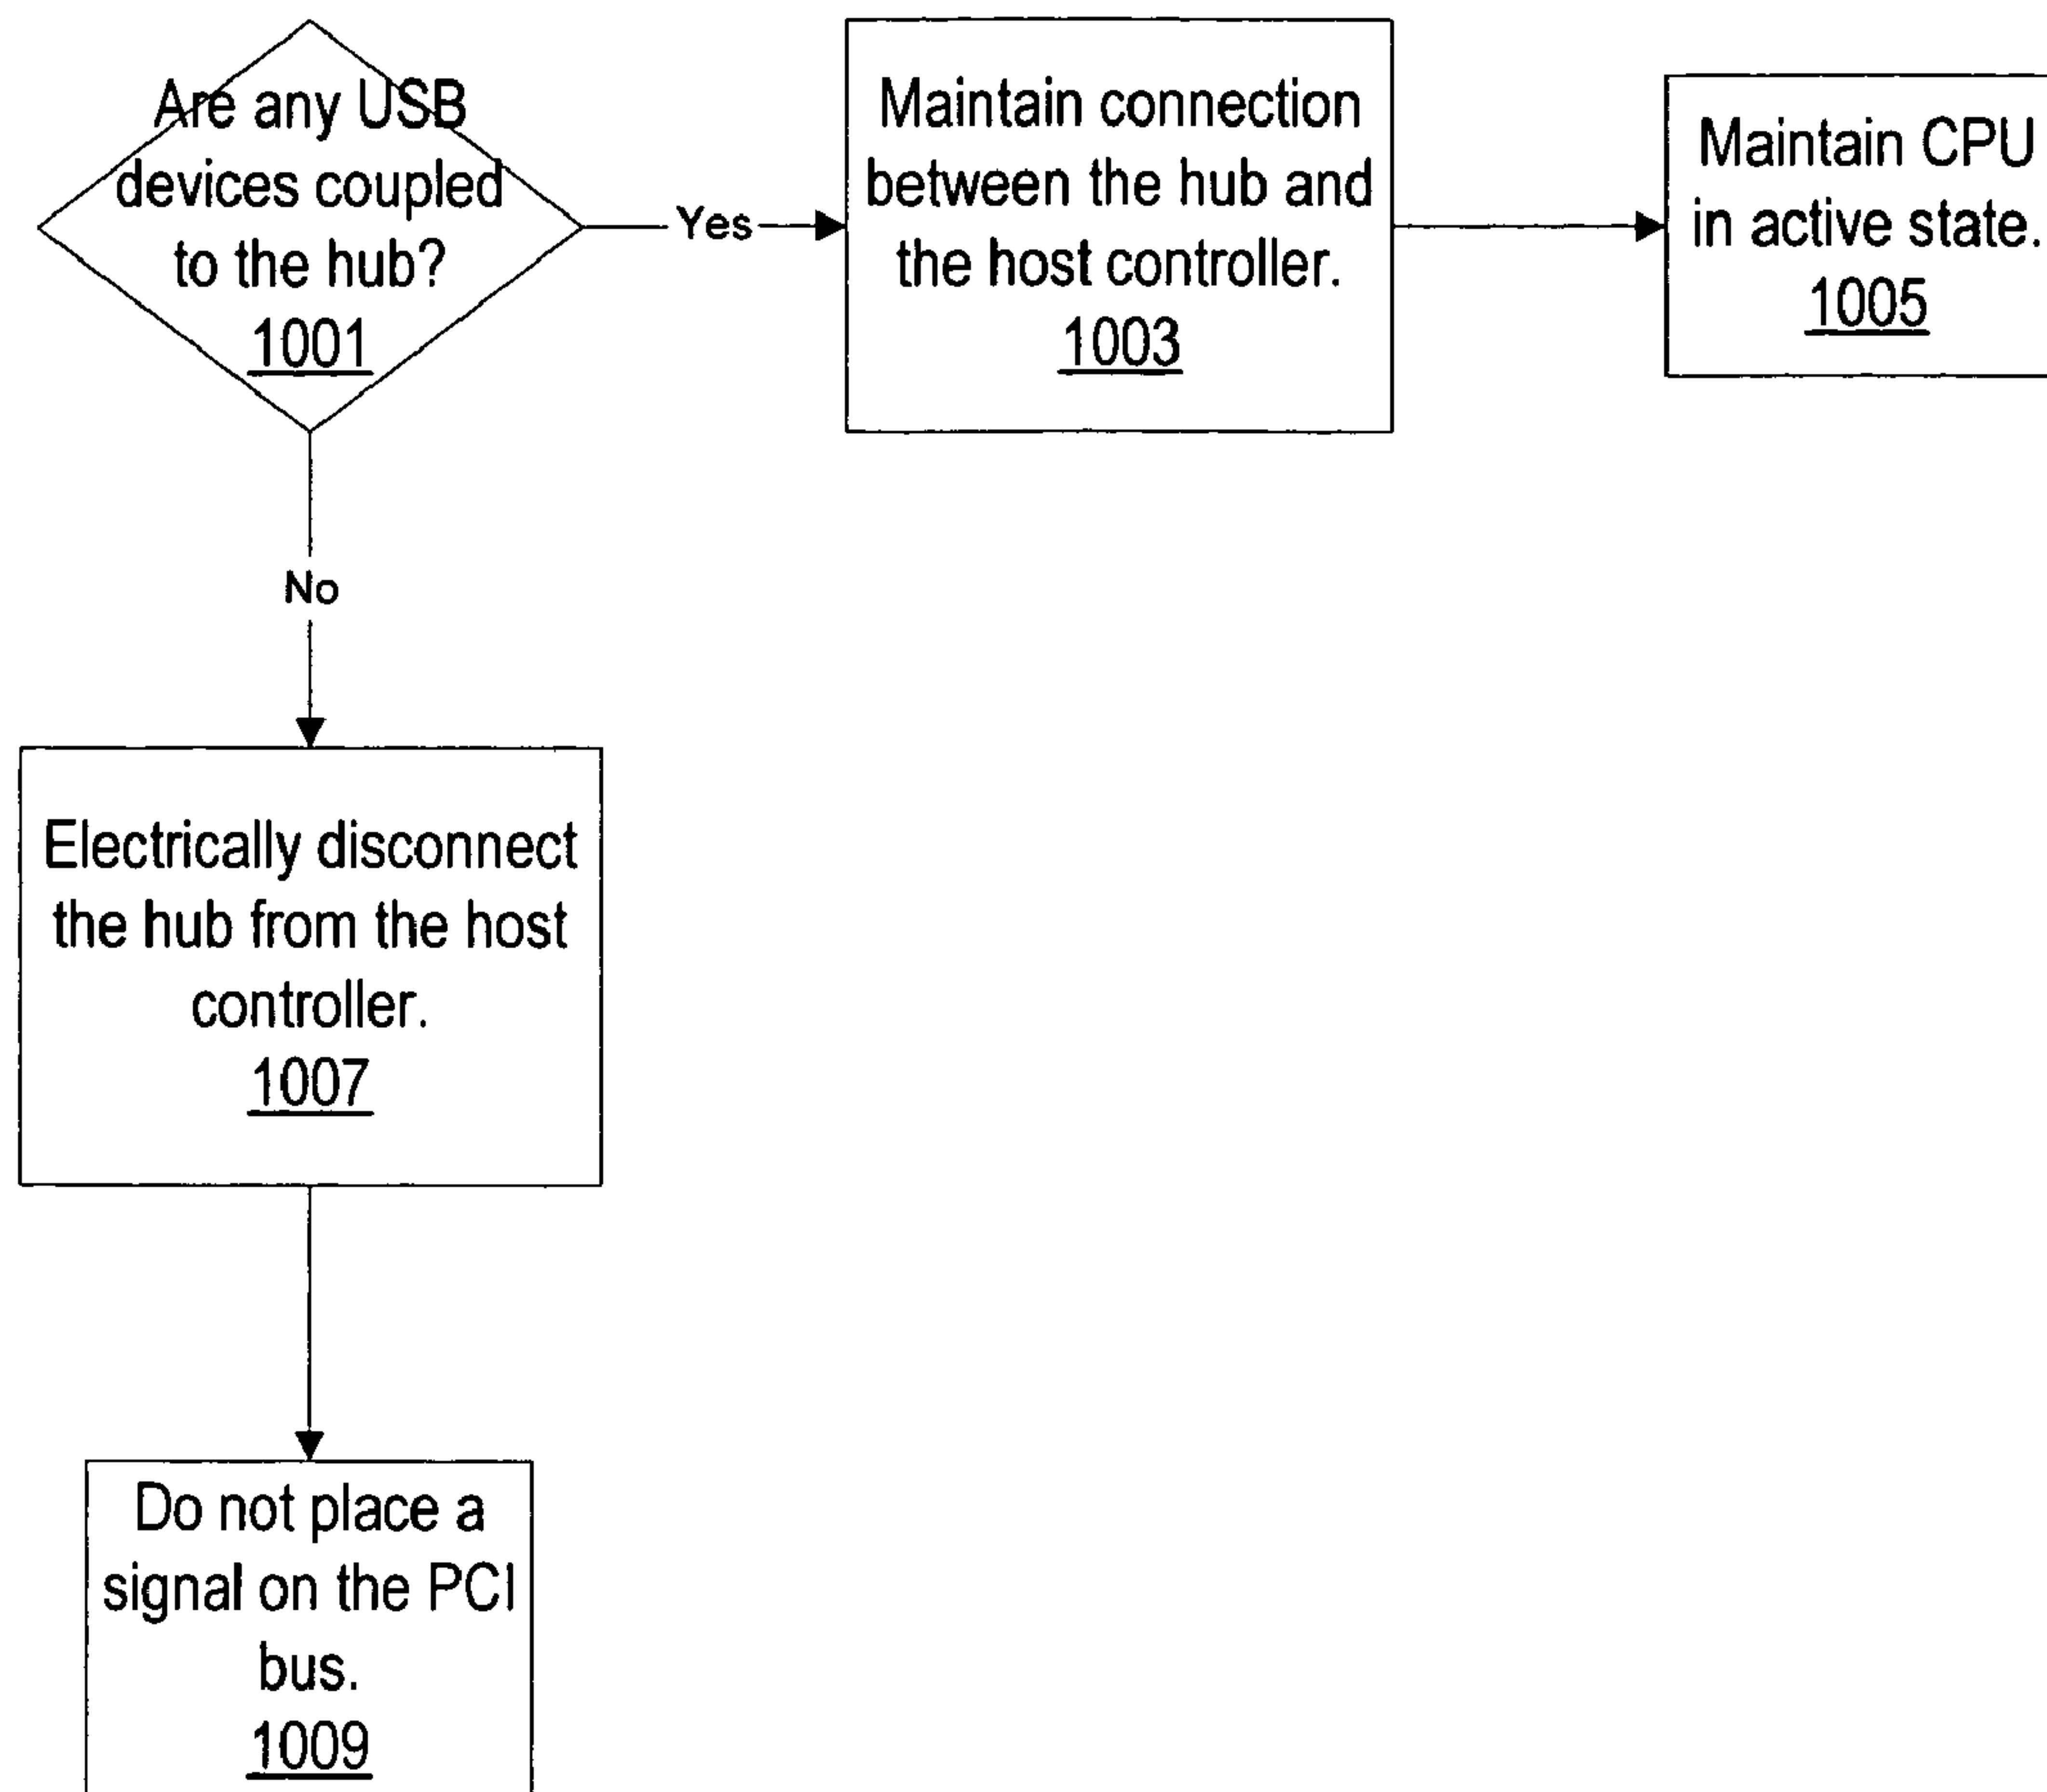 Are any USB
devices coupled
to the hub?
1001
Yes
Maintain connection
between the hub and
the host controller.
1003
Maintain CPU
in active state.
1005
No
Electrically disconnect
the hub from the host
controller.
1007
Do not place a
signal on the PCI
bus.
1009